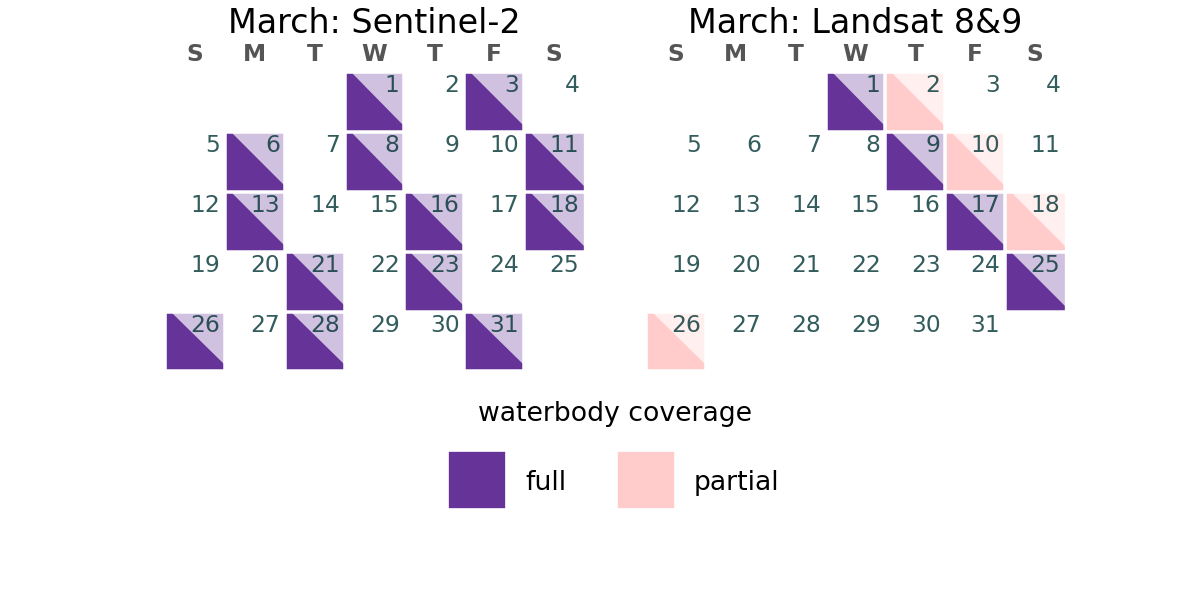 March: Sentinel-2
S M T W T F S
1 2 3 4
5 6 7 8 9 10 11
12 13 14 15 16 17 18
19 20 21 22 23 24 25
26 27 28 29 30 31
March: Landsat 8&9
S M T W T F S
1 2 3 4
5 6 7 8 9 10 11
12 13 14 15 16 17 18
19 20 21 22 23 24 25
26 27 28 29 30 31
waterbody coverage
full partial